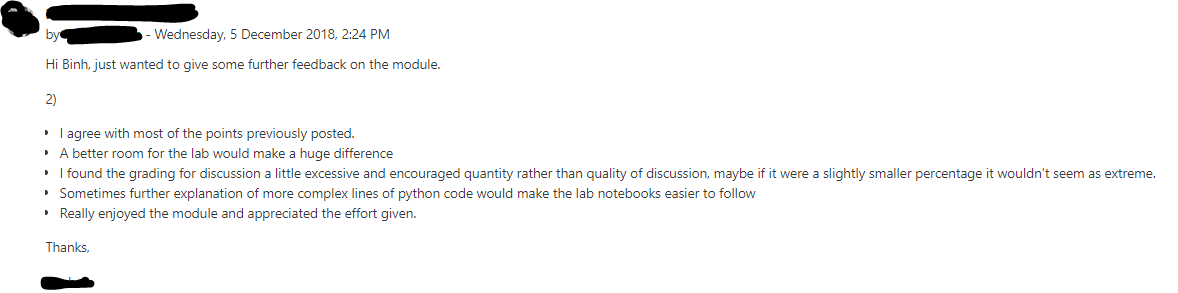 by - Wednesday, 5 December 2018, 2:24 PM
Hi Binh, just wanted to give some further feedback on the module.
2)
I agree with most of the points previously posted.
A better room for the lab would make a huge difference
I found the grading for discussion a little excessive and encouraged quantity rather than quality of discussion, maybe if it were a slightly smaller percentage it wouldn't seem as extreme.
Sometimes further explanation of more complex lines of python code would make the lab notebooks easier to follow
Really enjoyed the module and appreciated the effort given.
Thanks,